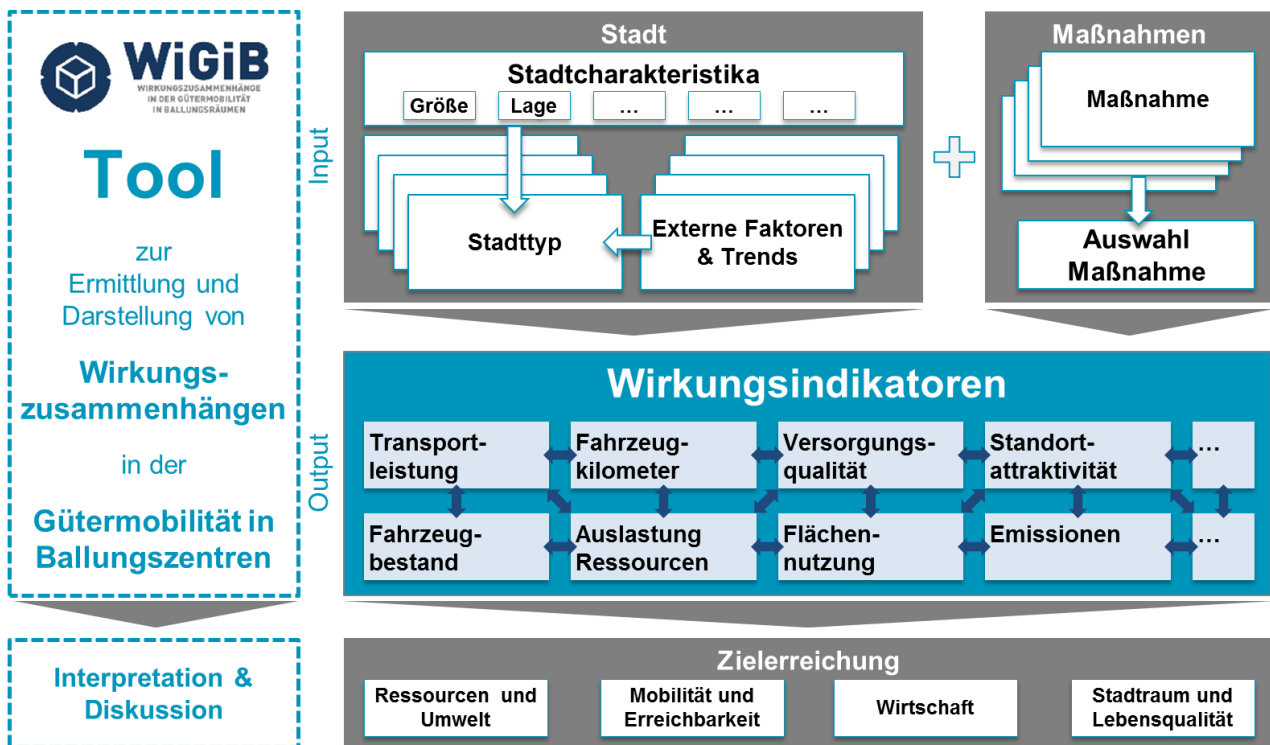 WiGiB
WIRKUNGSZUSAMMENHÄNGE
IN DER GÜTERMOBILITÄT
IN BALLUNGSRÄUMEN
Tool
zur
Ermittlung und
Darstellung von
Wirkungs-
zusammenhängen
in der
Gütermobilität in
Ballungszentren
Interpretation &
Diskussion
Input
Stadt
Stadtcharakteristika
Größe
Lage
…
…
…
Stadttyp
Externe Faktoren
& Trends
Maßnahmen
Maßnahme
Auswahl
Maßnahme
Output
Wirkungsindikatoren
Transport-
leistung
Fahrzeug-
kilometer
Versorgungs-
qualität
Standort-
attraktivität
…
Fahrzeug-
bestand
Auslastung
Ressourcen
Flächen-
nutzung
Emissionen
…
Zielerreichung
Ressourcen und
Umwelt
Mobilität und
Erreichbarkeit
Wirtschaft
Stadtraum und
Lebensqualität